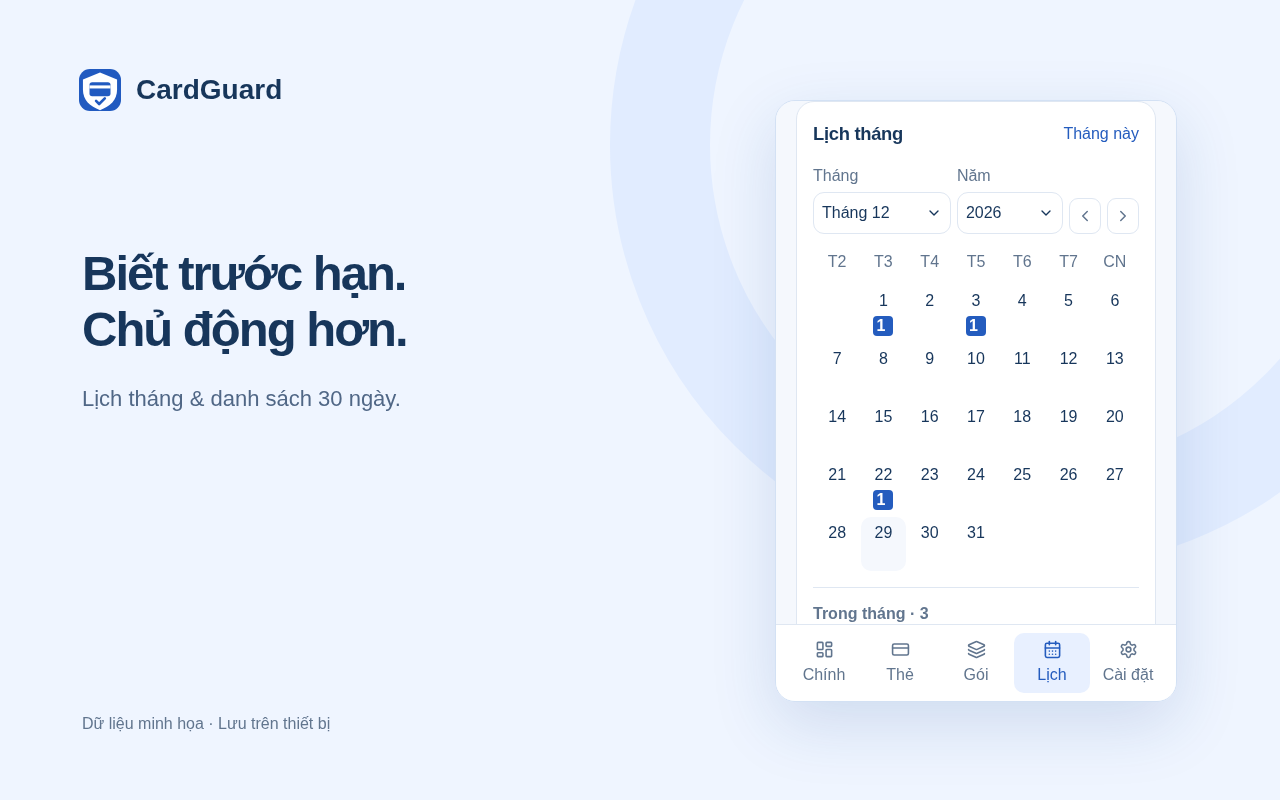 CardGuard
Biết trước hạn.
Chủ động hơn.
Lịch tháng & danh sách 30 ngày.
Dữ liệu minh họa · Lưu trên thiết bị
Lịch tháng Tháng này
Tháng Năm
Tháng 12 2026
T2 T3 T4 T5 T6 T7 CN
1 2 3 4 5 6
1 1
7 8 9 10 11 12 13
14 15 16 17 18 19 20
21 22 23 24 25 26 27
1
28 29 30 31
Trong tháng · 3
Chính Thẻ Gói Lịch Cài đặt